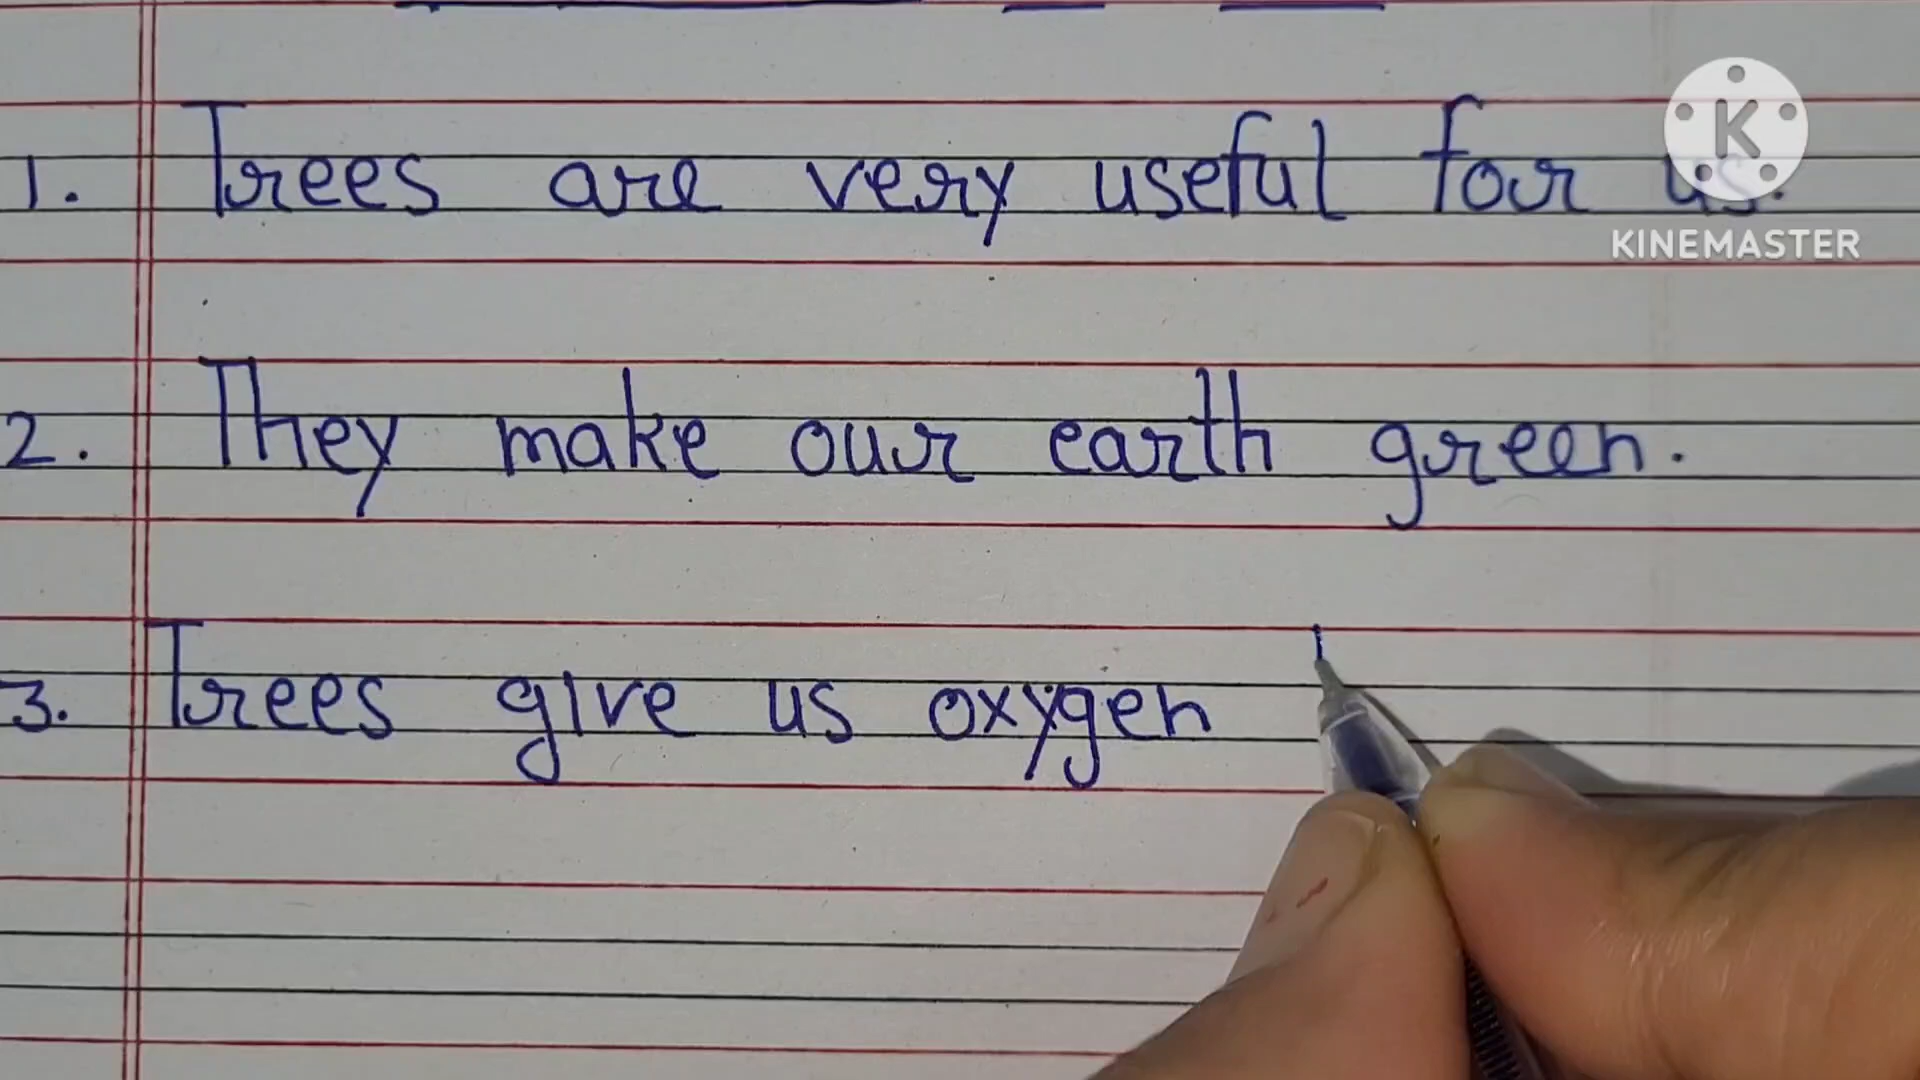 1. Trees are very useful for us.
KINEMASTER
2. They make our earth green.
3. Trees give us oxygen